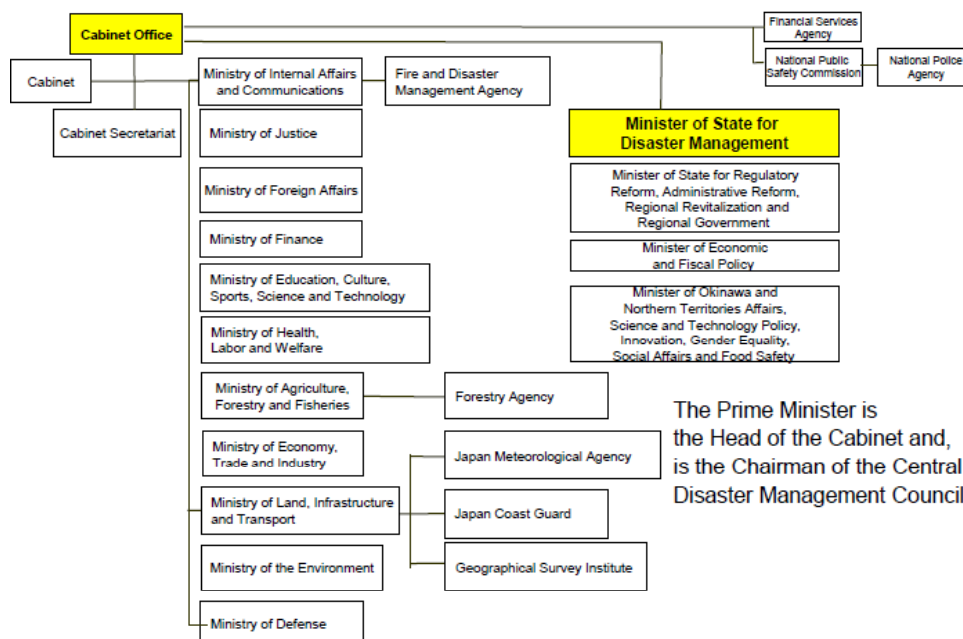 Cabinet Office
Financial Services
Agency
National Public
Safety Commission
National Police
Agency
Cabinet
Ministry of Internal Affairs
and Communications
Fire and Disaster
Management Agency
Cabinet Secretariat
Ministry of Justice
Minister of State for
Disaster Management
Ministry of Foreign Affairs
Minister of State for Regulatory
Reform, Administrative Reform,
Regional Revitalization and
Regional Government
Ministry of Finance
Minister of Economic
and Fiscal Policy
Ministry of Education, Culture,
Sports, Science and Technology
Minister of Okinawa and
Northern Territories Affairs,
Science and Technology Policy,
Innovation, Gender Equality,
Social Affairs and Food Safety
Ministry of Health,
Labor and Welfare
Ministry of Agriculture,
Forestry and Fisheries
Forestry Agency
The Prime Minister is
the Head of the Cabinet and,
is the Chairman of the Central
Disaster Management Council
Ministry of Economy,
Trade and Industry
Japan Meteorological Agency
Ministry of Land, Infrastructure
and Transport
Japan Coast Guard
Ministry of the Environment
Geographical Survey Institute
Ministry of Defense